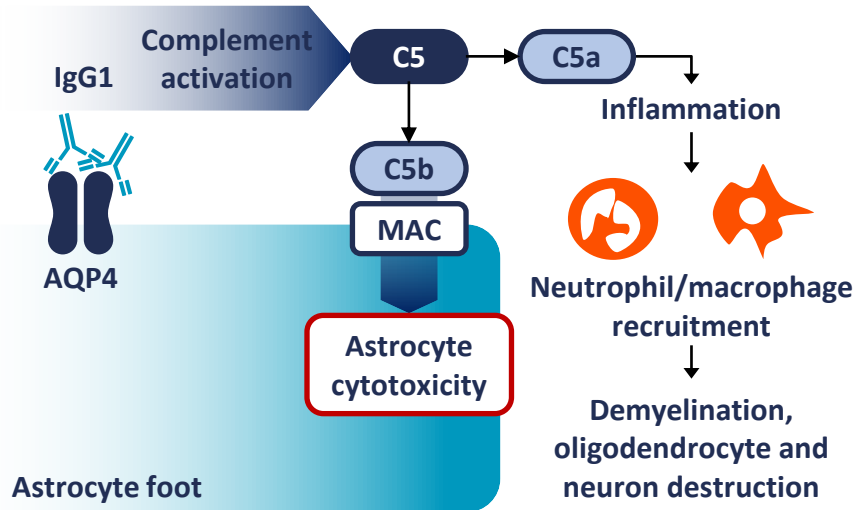 Complement
activation
C5
C5a
IgG1
Inflammation
C5b
MAC
AQP4
Neutrophil/macrophage
recruitment
Astrocyte
cytotoxicity
Demyelination,
oligodendrocyte and
neuron destruction
Astrocyte foot